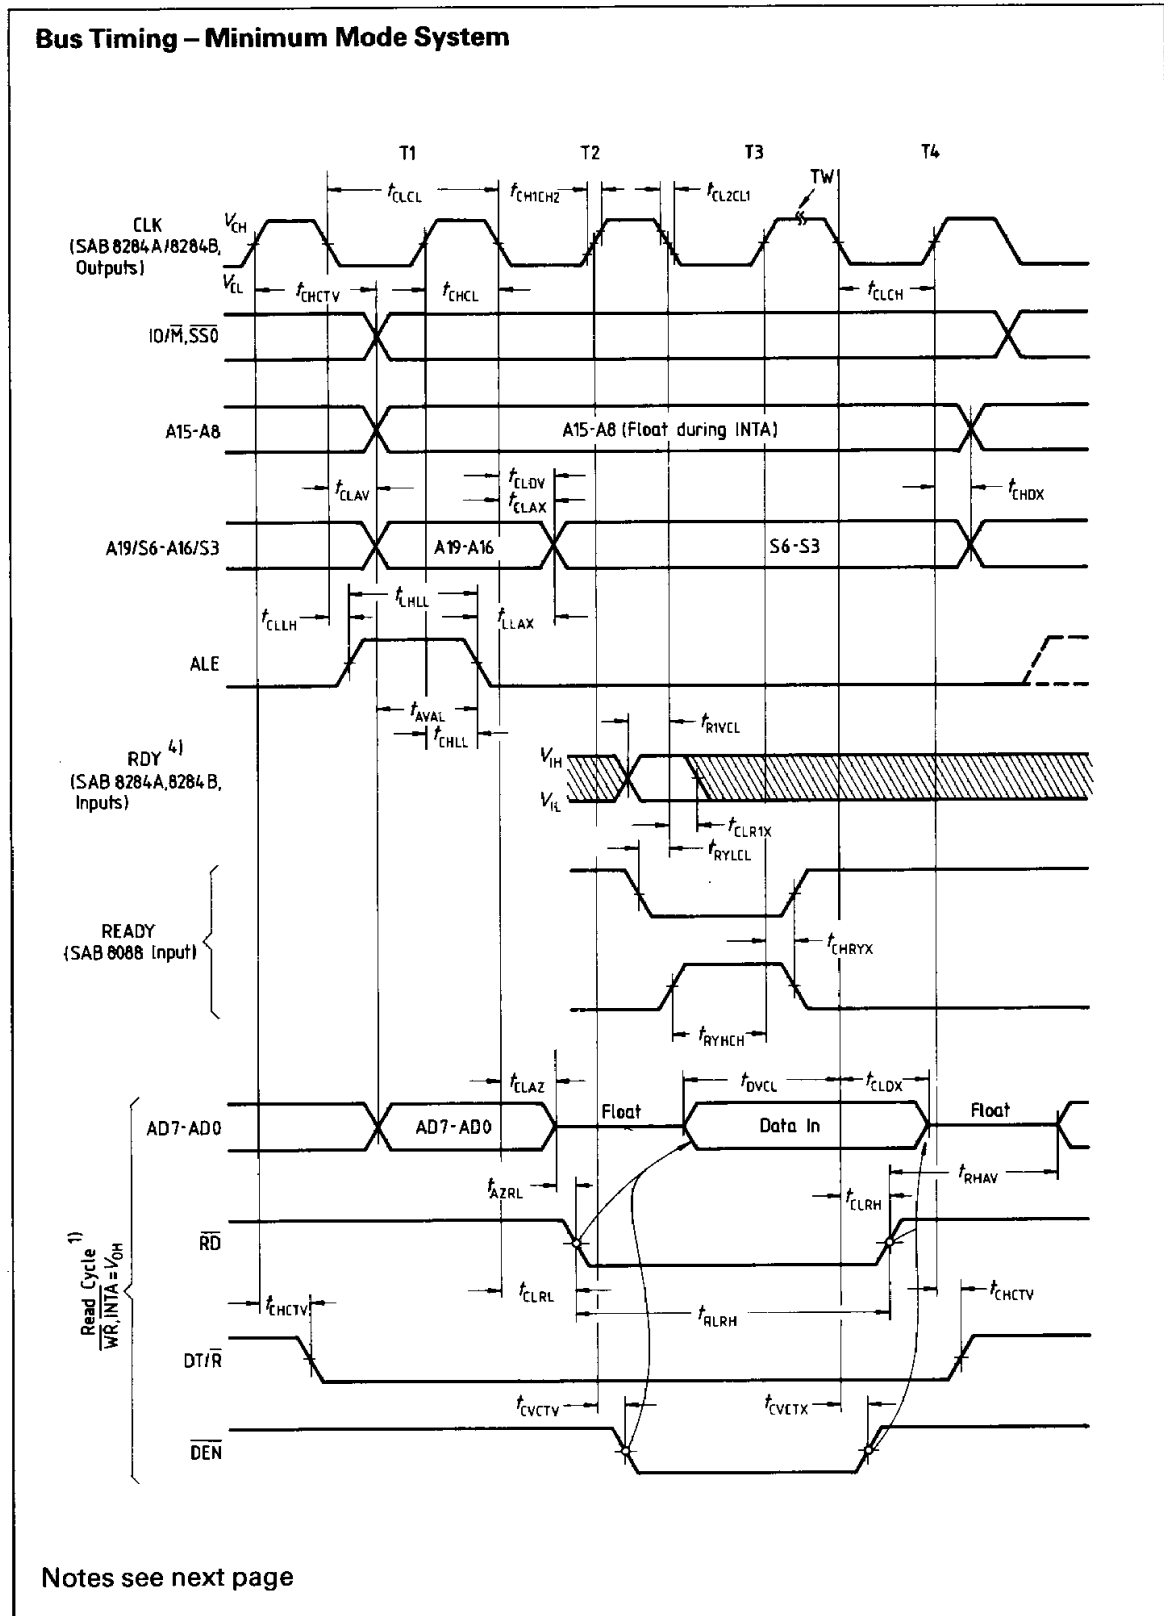 Bus Timing – Minimum Mode System
T1 T2 T3 T4
TW
tCLCL tCH1CH2 tCL2CL1
CLK
(SAB 8284A/8284B,
Outputs)
VCH
VCL
tCHCTV tCHCL tCLCH
IO/M̅, S̅S̅0̅
A15-A8
A15-A8 (Float during INTA)
tCLDV
tCLAV tCLAX tCHDX
A19/S6-A16/S3
A19-A16
S6-S3
tLHLL
tCLLH tLLAX
ALE
tAVAL
tCHLL
tR1VCL
RDY 4)
(SAB 8284A,8284B,
Inputs)
VIH
VIL
tCLR1X
tRYLCL
READY
(SAB 8088 Input)
tCHRYX
tRYHCH
tCLAZ tDVCL tCLDX
AD7-AD0
AD7-AD0
Float
Data In
Float
tAZRL tCLRH tRHAV
R̅D̅
Read Cycle 1)
W̅R̅, I̅N̅T̅A̅ = VOH
tCHCTV tCLRL tRLRH tCHCTV
DT/R̅
tCVCTV tCVCTX
D̅E̅N̅
Notes see next page